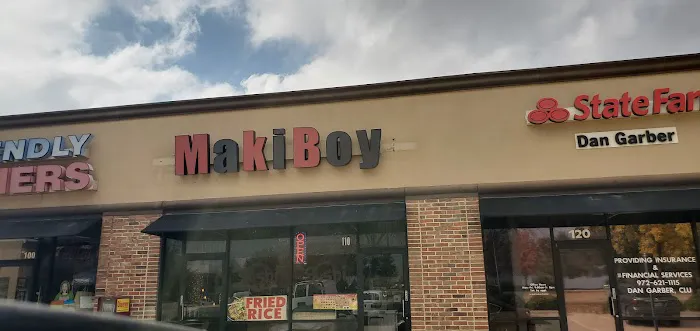 NDLY
ERS
MakiBoy
StateFar
Dan Garber
100
110
120
FRIED
RICE
PROVIDING INSURANCE
&
FINANCIAL SERVICES
972-621-1115
DAN GARBER, CLU